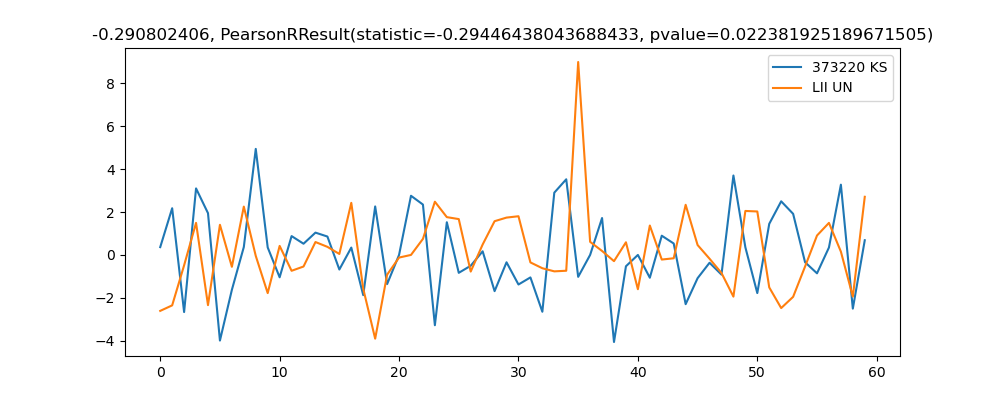 -0.290802406, PearsonRResult(statistic=-0.29446438043688433, pvalue=0.022381925189671505)
373220 KS
LII UN
8
6
4
2
0
−2
−4
0 10 20 30 40 50 60